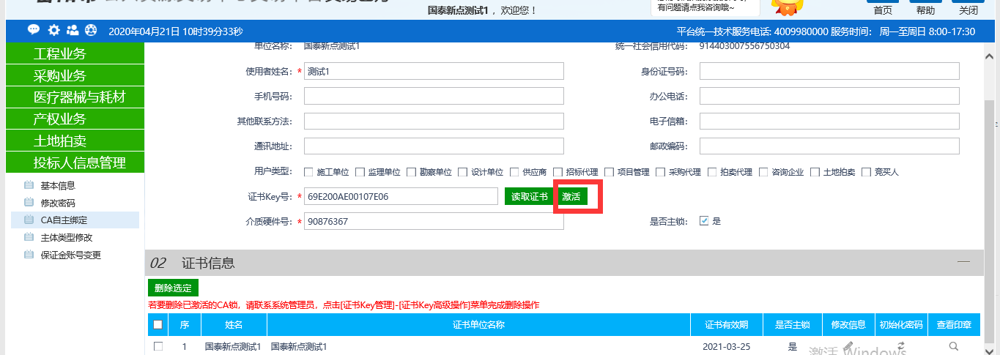 国泰新点测试1 ，欢迎您！
有问题请点我咨询哦~
首页 帮助 关闭
2020年04月21日 10时39分33秒
平台统一技术服务电话: 4009980000 服务时间： 周一至周日 8:00-17:30
工程业务
采购业务
医疗器械与耗材
产权业务
土地拍卖
投标人信息管理
基本信息
修改密码
CA自主绑定
主体类型修改
保证金账号变更
单位名称： 国泰新点测试1 统一社会信用代码： 914403007556750304
使用者姓名：* 测试1 身份证号码：
手机号码： 办公电话：
其他联系方法： 电子信箱：
通讯地址： 邮政编码：
用户类型： 施工单位 监理单位 勘察单位 设计单位 供应商 招标代理 项目管理 采购代理 拍卖代理 咨询企业 土地拍卖 竞买人
证书Key号：* 69E200AE00107E06 读取证书 激活
介质硬件号：* 90876367 是否主锁： 是
02 证书信息
删除选定
若要删除已激活的CA锁，请联系系统管理员，点击[证书Key管理]-[证书Key高级操作]菜单完成删除操作
序 姓名 证书单位名称 证书有效期 是否主锁 修改信息 初始化密码 查看印章
1 国泰新点测试1 国泰新点测试1 2021-03-25 是
激活 Windows